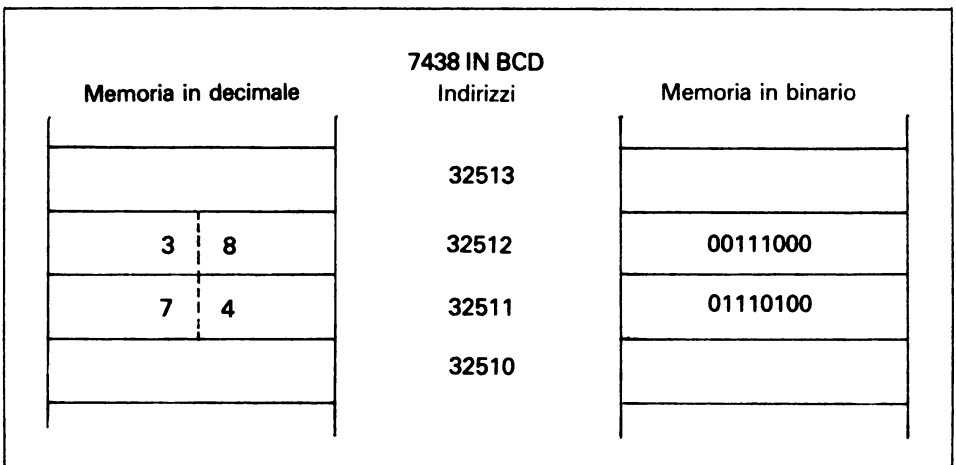 7438 IN BCD
Memoria in decimale Indirizzi Memoria in binario
32513
3 8 32512 00111000
7 4 32511 01110100
32510